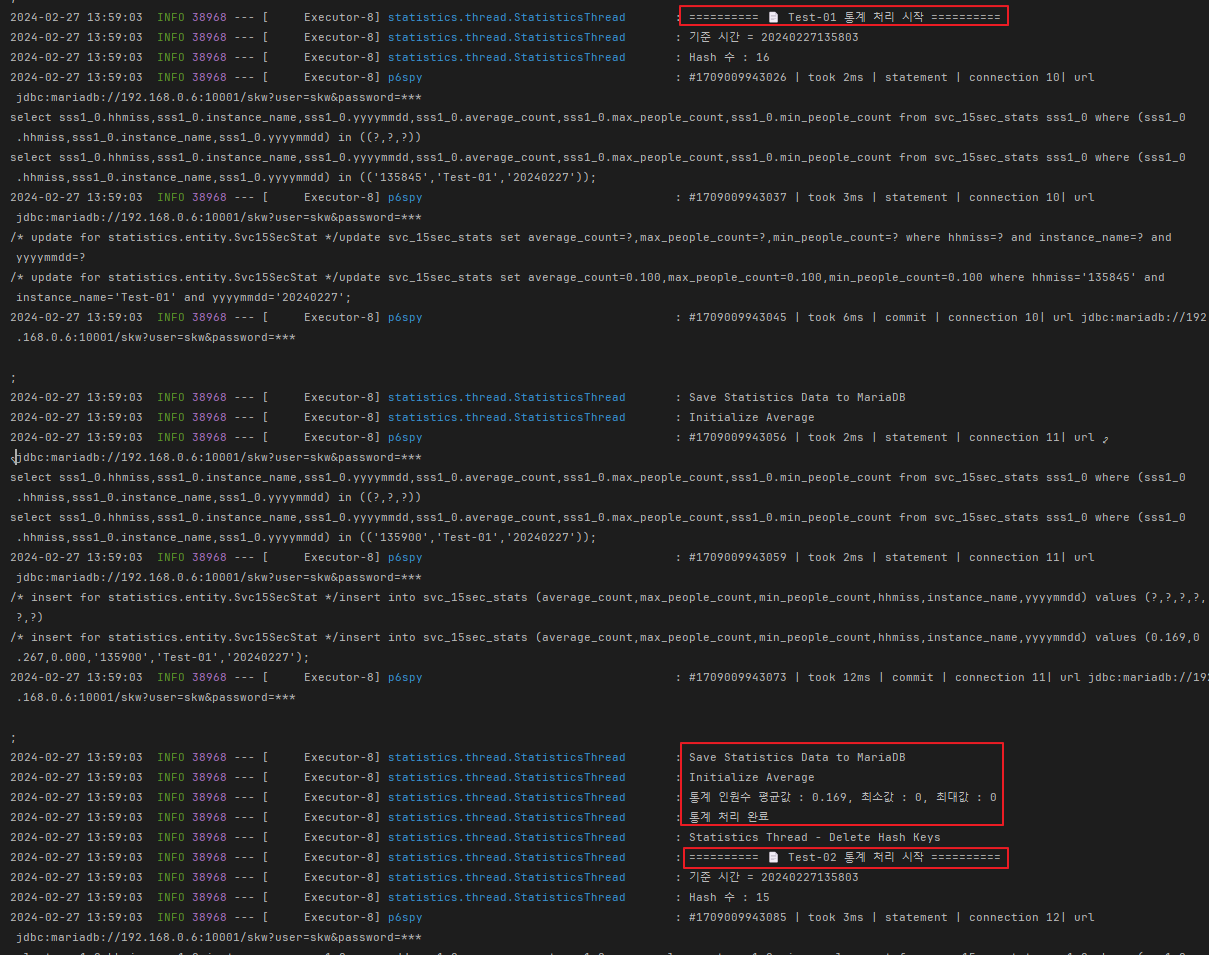 ;
2024-02-27 13:59:03  INFO 38968 --- [     Executor-8] statistics.thread.StatisticsThread       : ========== 📄 Test-01 통계 처리 시작 ==========
2024-02-27 13:59:03  INFO 38968 --- [     Executor-8] statistics.thread.StatisticsThread       : 기준 시간 = 20240227135803
2024-02-27 13:59:03  INFO 38968 --- [     Executor-8] statistics.thread.StatisticsThread       : Hash 수 : 16
2024-02-27 13:59:03  INFO 38968 --- [     Executor-8] p6spy                                    : #1709009943026 | took 2ms | statement | connection 10| url
jdbc:mariadb://192.168.0.6:10001/skw?user=skw&password=***
select sss1_0.hhmiss,sss1_0.instance_name,sss1_0.yyyymmdd,sss1_0.average_count,sss1_0.max_people_count,sss1_0.min_people_count from svc_15sec_stats sss1_0 where (sss1_0
.hhmiss,sss1_0.instance_name,sss1_0.yyyymmdd) in ((?,?,?))
select sss1_0.hhmiss,sss1_0.instance_name,sss1_0.yyyymmdd,sss1_0.average_count,sss1_0.max_people_count,sss1_0.min_people_count from svc_15sec_stats sss1_0 where (sss1_0
.hhmiss,sss1_0.instance_name,sss1_0.yyyymmdd) in (('135845','Test-01','20240227'));
2024-02-27 13:59:03  INFO 38968 --- [     Executor-8] p6spy                                    : #1709009943037 | took 3ms | statement | connection 10| url
jdbc:mariadb://192.168.0.6:10001/skw?user=skw&password=***
/* update for statistics.entity.Svc15SecStat */update svc_15sec_stats set average_count=?,max_people_count=?,min_people_count=? where hhmiss=? and instance_name=? and
yyyymmdd=?
/* update for statistics.entity.Svc15SecStat */update svc_15sec_stats set average_count=0.100,max_people_count=0.100,min_people_count=0.100 where hhmiss='135845' and
instance_name='Test-01' and yyyymmdd='20240227';
2024-02-27 13:59:03  INFO 38968 --- [     Executor-8] p6spy                                    : #1709009943045 | took 6ms | commit | connection 10| url jdbc:mariadb://192
.168.0.6:10001/skw?user=skw&password=***
;
2024-02-27 13:59:03  INFO 38968 --- [     Executor-8] statistics.thread.StatisticsThread       : Save Statistics Data to MariaDB
2024-02-27 13:59:03  INFO 38968 --- [     Executor-8] statistics.thread.StatisticsThread       : Initialize Average
2024-02-27 13:59:03  INFO 38968 --- [     Executor-8] p6spy                                    : #1709009943056 | took 2ms | statement | connection 11| url
jdbc:mariadb://192.168.0.6:10001/skw?user=skw&password=***
select sss1_0.hhmiss,sss1_0.instance_name,sss1_0.yyyymmdd,sss1_0.average_count,sss1_0.max_people_count,sss1_0.min_people_count from svc_15sec_stats sss1_0 where (sss1_0
.hhmiss,sss1_0.instance_name,sss1_0.yyyymmdd) in ((?,?,?))
select sss1_0.hhmiss,sss1_0.instance_name,sss1_0.yyyymmdd,sss1_0.average_count,sss1_0.max_people_count,sss1_0.min_people_count from svc_15sec_stats sss1_0 where (sss1_0
.hhmiss,sss1_0.instance_name,sss1_0.yyyymmdd) in (('135900','Test-01','20240227'));
2024-02-27 13:59:03  INFO 38968 --- [     Executor-8] p6spy                                    : #1709009943059 | took 2ms | statement | connection 11| url
jdbc:mariadb://192.168.0.6:10001/skw?user=skw&password=***
/* insert for statistics.entity.Svc15SecStat */insert into svc_15sec_stats (average_count,max_people_count,min_people_count,hhmiss,instance_name,yyyymmdd) values (?,?,?,?,
?,?)
/* insert for statistics.entity.Svc15SecStat */insert into svc_15sec_stats (average_count,max_people_count,min_people_count,hhmiss,instance_name,yyyymmdd) values (0.169,0
.267,0.000,'135900','Test-01','20240227');
2024-02-27 13:59:03  INFO 38968 --- [     Executor-8] p6spy                                    : #1709009943073 | took 12ms | commit | connection 11| url jdbc:mariadb://192
.168.0.6:10001/skw?user=skw&password=***
;
2024-02-27 13:59:03  INFO 38968 --- [     Executor-8] statistics.thread.StatisticsThread       : Save Statistics Data to MariaDB
2024-02-27 13:59:03  INFO 38968 --- [     Executor-8] statistics.thread.StatisticsThread       : Initialize Average
2024-02-27 13:59:03  INFO 38968 --- [     Executor-8] statistics.thread.StatisticsThread       : 통계 인원수 평균값 : 0.169, 최소값 : 0, 최대값 : 0
2024-02-27 13:59:03  INFO 38968 --- [     Executor-8] statistics.thread.StatisticsThread       : 통계 처리 완료
2024-02-27 13:59:03  INFO 38968 --- [     Executor-8] statistics.thread.StatisticsThread       : Statistics Thread - Delete Hash Keys
2024-02-27 13:59:03  INFO 38968 --- [     Executor-8] statistics.thread.StatisticsThread       : ========== 📄 Test-02 통계 처리 시작 ==========
2024-02-27 13:59:03  INFO 38968 --- [     Executor-8] statistics.thread.StatisticsThread       : 기준 시간 = 20240227135803
2024-02-27 13:59:03  INFO 38968 --- [     Executor-8] statistics.thread.StatisticsThread       : Hash 수 : 15
2024-02-27 13:59:03  INFO 38968 --- [     Executor-8] p6spy                                    : #1709009943085 | took 3ms | statement | connection 12| url
jdbc:mariadb://192.168.0.6:10001/skw?user=skw&password=***